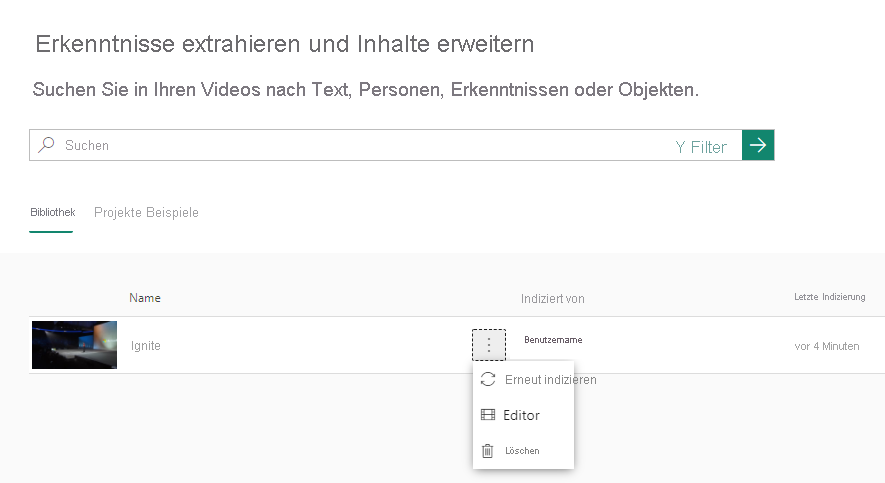 Erkenntnisse extrahieren und Inhalte erweitern
Suchen Sie in Ihren Videos nach Text, Personen, Erkenntnissen oder Objekten.
Suchen Y Filter
Bibliothek Projekte Beispiele
Name Indiziert von Letzte Indizierung
Ignite Benutzername vor 4 Minuten
Erneut indizieren
Editor
Löschen